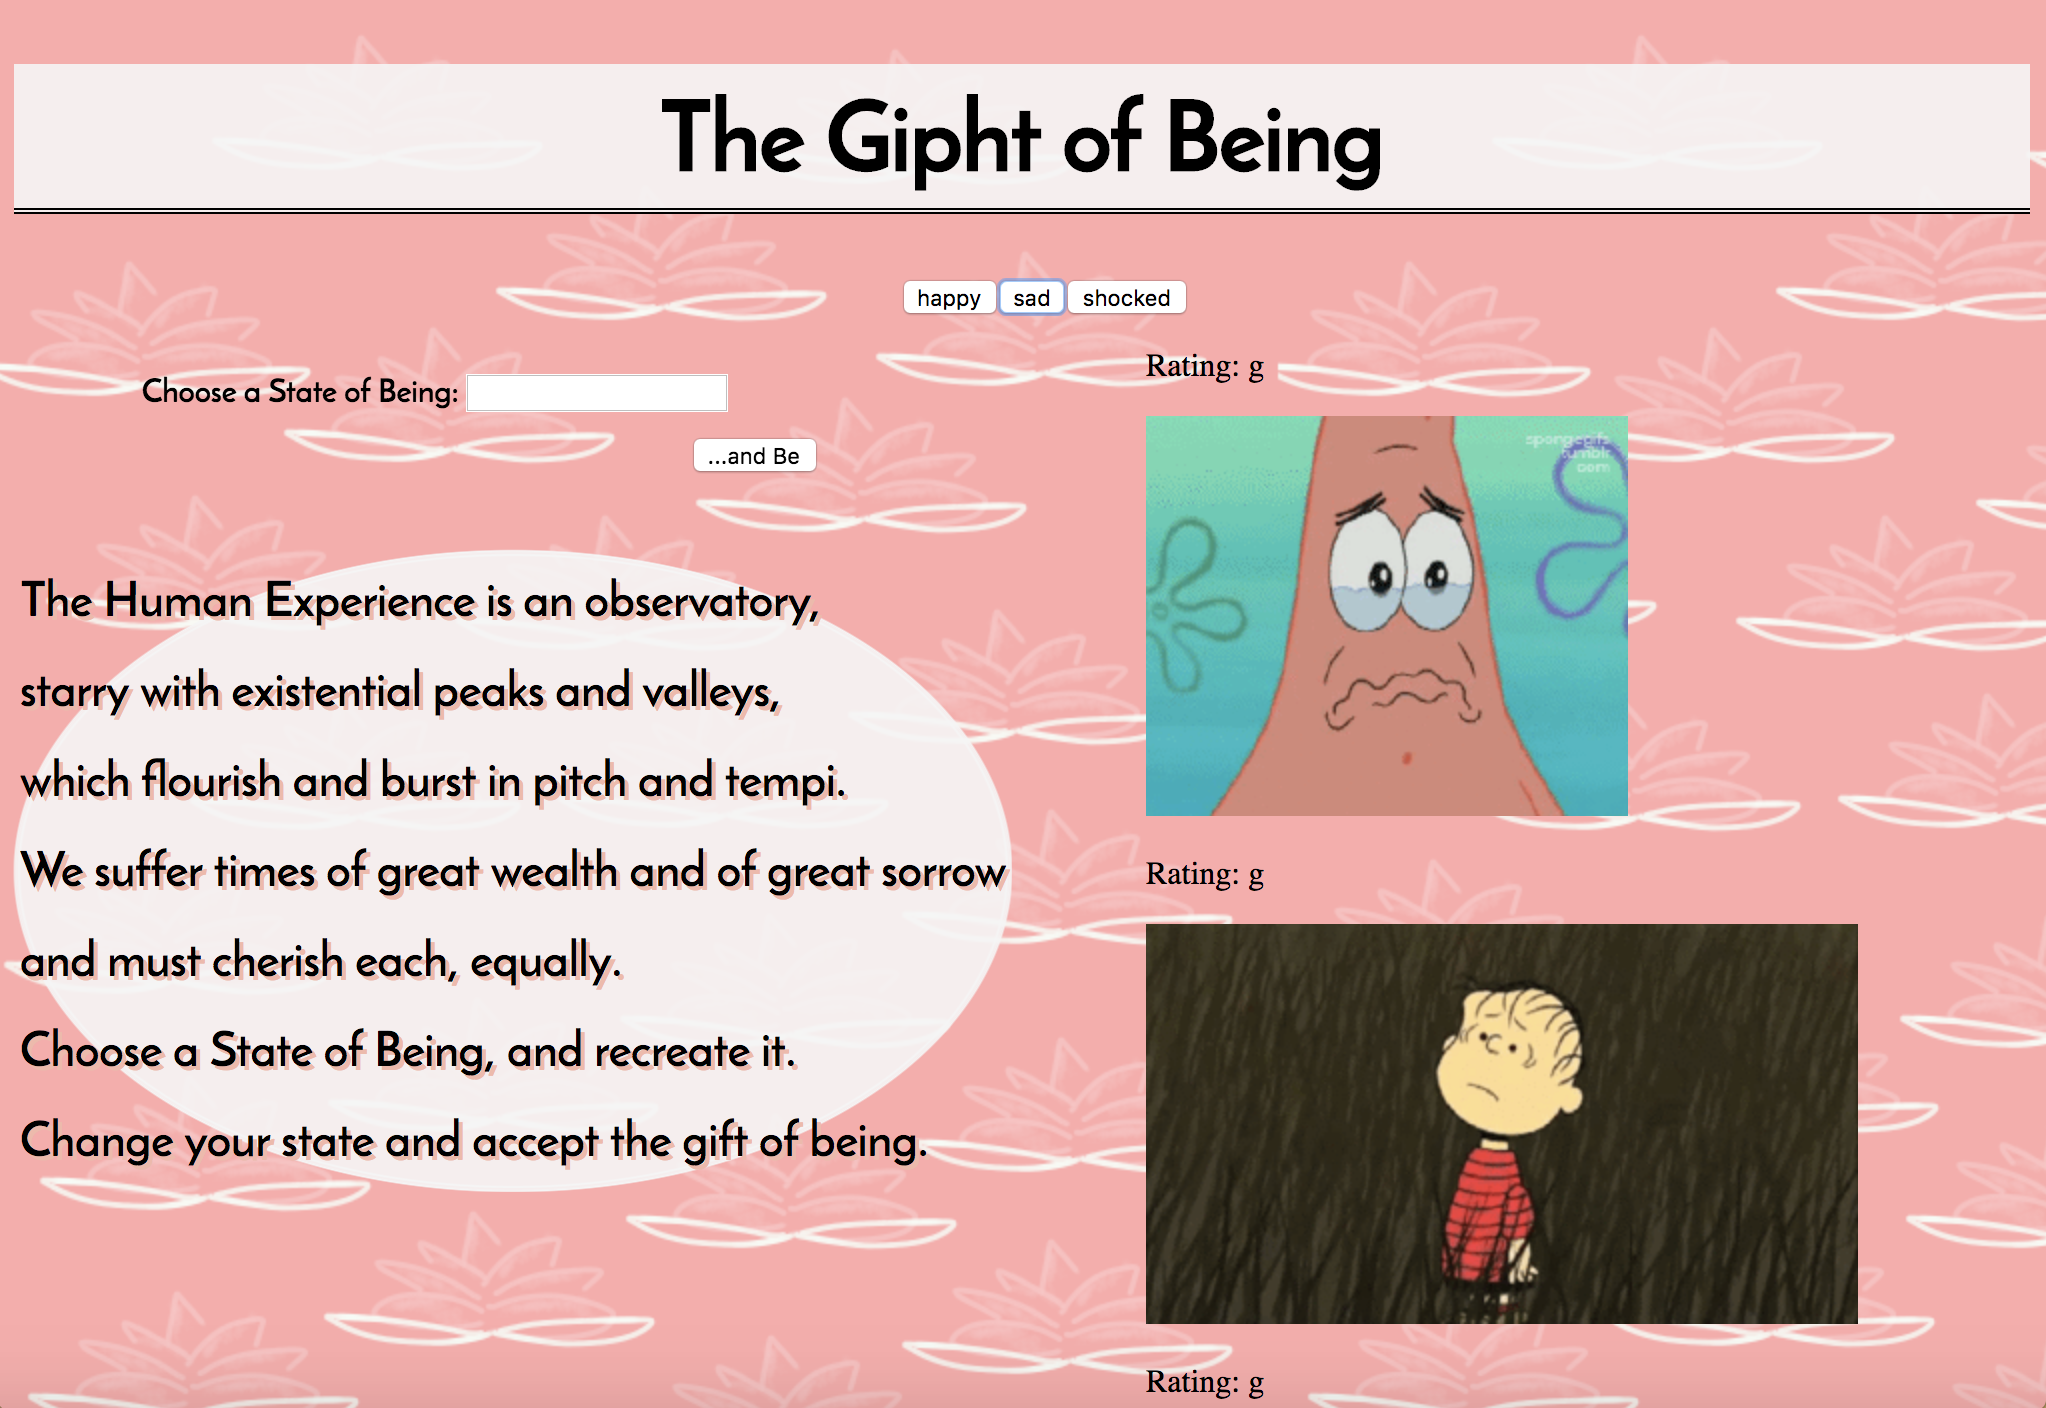 The Gipht of Being
happy sad shocked
Choose a State of Being:
...and Be
The Human Experience is an observatory,
starry with existential peaks and valleys,
which flourish and burst in pitch and tempi.
We suffer times of great wealth and of great sorrow
and must cherish each, equally.
Choose a State of Being, and recreate it.
Change your state and accept the gift of being.
Rating: g
spongegifs
tumblr
com
Rating: g
Rating: g